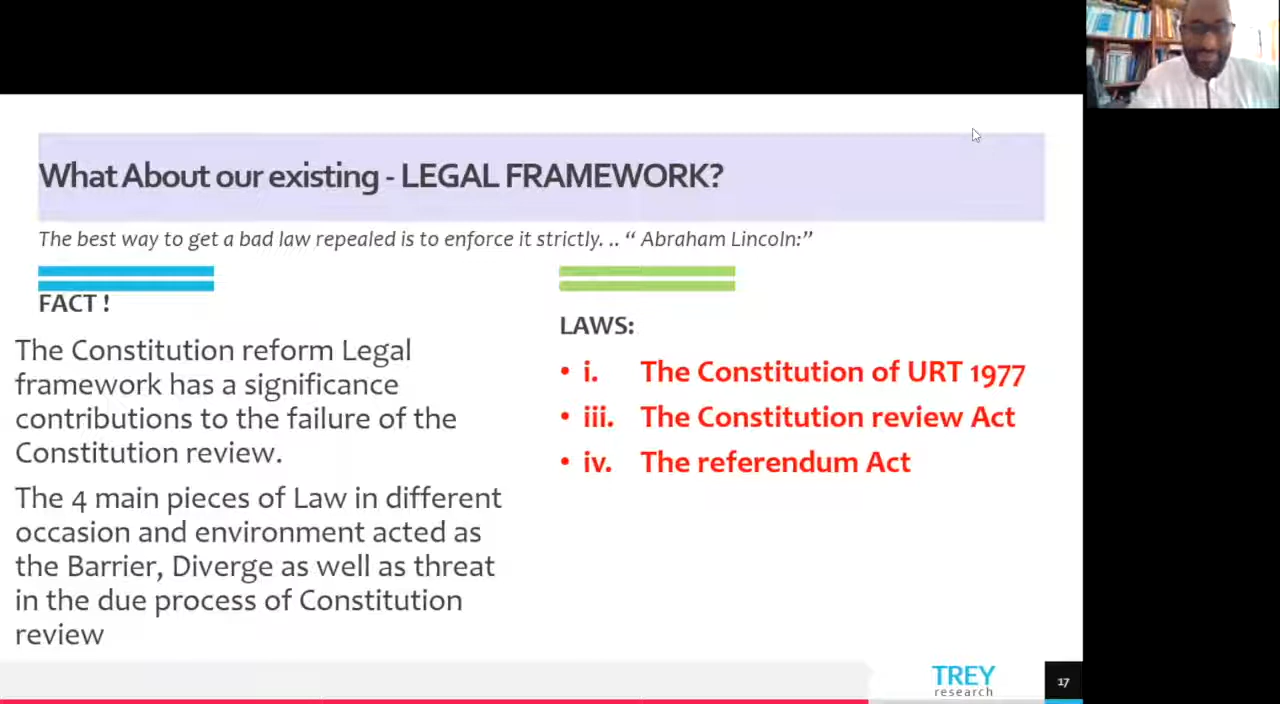 What About our existing - LEGAL FRAMEWORK?
The best way to get a bad law repealed is to enforce it strictly. .. “ Abraham Lincoln:”
FACT !
The Constitution reform Legal
framework has a significance
contributions to the failure of the
Constitution review.
The 4 main pieces of Law in different
occasion and environment acted as
the Barrier, Diverge as well as threat
in the due process of Constitution
review
LAWS:
• i. The Constitution of URT 1977
• iii. The Constitution review Act
• iv. The referendum Act
TREY
research
17